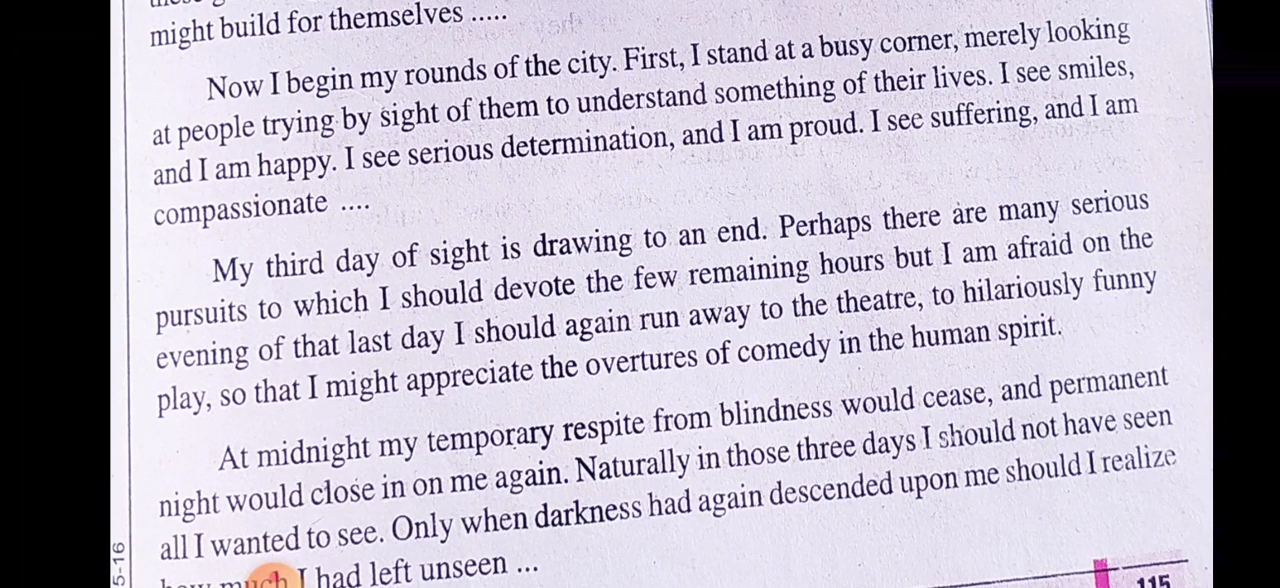 might build for themselves .....
Now I begin my rounds of the city. First, I stand at a busy corner, merely looking
at people trying by sight of them to understand something of their lives. I see smiles,
and I am happy. I see serious determination, and I am proud. I see suffering, and I am
compassionate ....
My third day of sight is drawing to an end. Perhaps there are many serious
pursuits to which I should devote the few remaining hours but I am afraid on the
evening of that last day I should again run away to the theatre, to hilariously funny
play, so that I might appreciate the overtures of comedy in the human spirit.
At midnight my temporary respite from blindness would cease, and permanent
night would close in on me again. Naturally in those three days I should not have seen
all I wanted to see. Only when darkness had again descended upon me should I realize
much I had left unseen ...
115
5-16